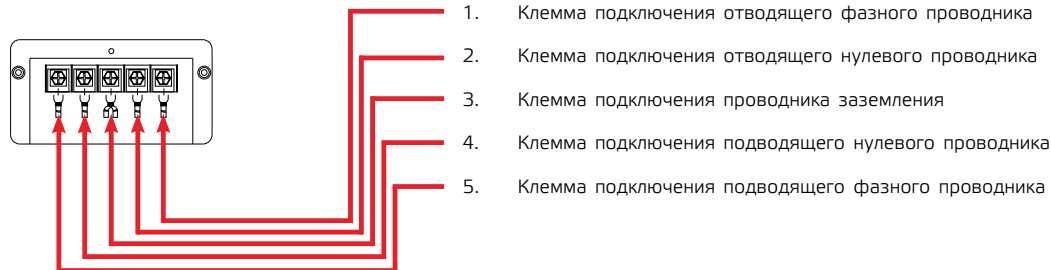 1. Клемма подключения отводящего фазного проводника
2. Клемма подключения отводящего нулевого проводника
3. Клемма подключения проводника заземления
4. Клемма подключения подводящего нулевого проводника
5. Клемма подключения подводящего фазного проводника